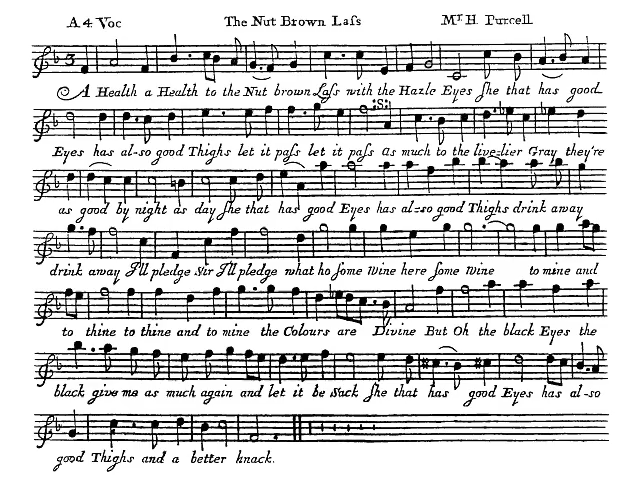 A 4 Voc The Nut Brown Laſs Mr. H. Purcell
3
A Health a Health to the Nut brown Laſs with the Hazle Eyes ſhe that has good
:S:
Eyes has al-so good Thighs let it paſs let it paſs as much to the live-lier Gray they're
as good by night as day ſhe that has good Eyes has al-so good Thighs drink away
drink away I'll pledge Sir I'll pledge what ho ſome Wine here ſome Wine to mine and
to thine to thine and to mine the Colours are Divine But Oh the black Eyes the
black give me as much again and let it be Sack ſhe that has good Eyes has al-so
good Thighs and a better knack.